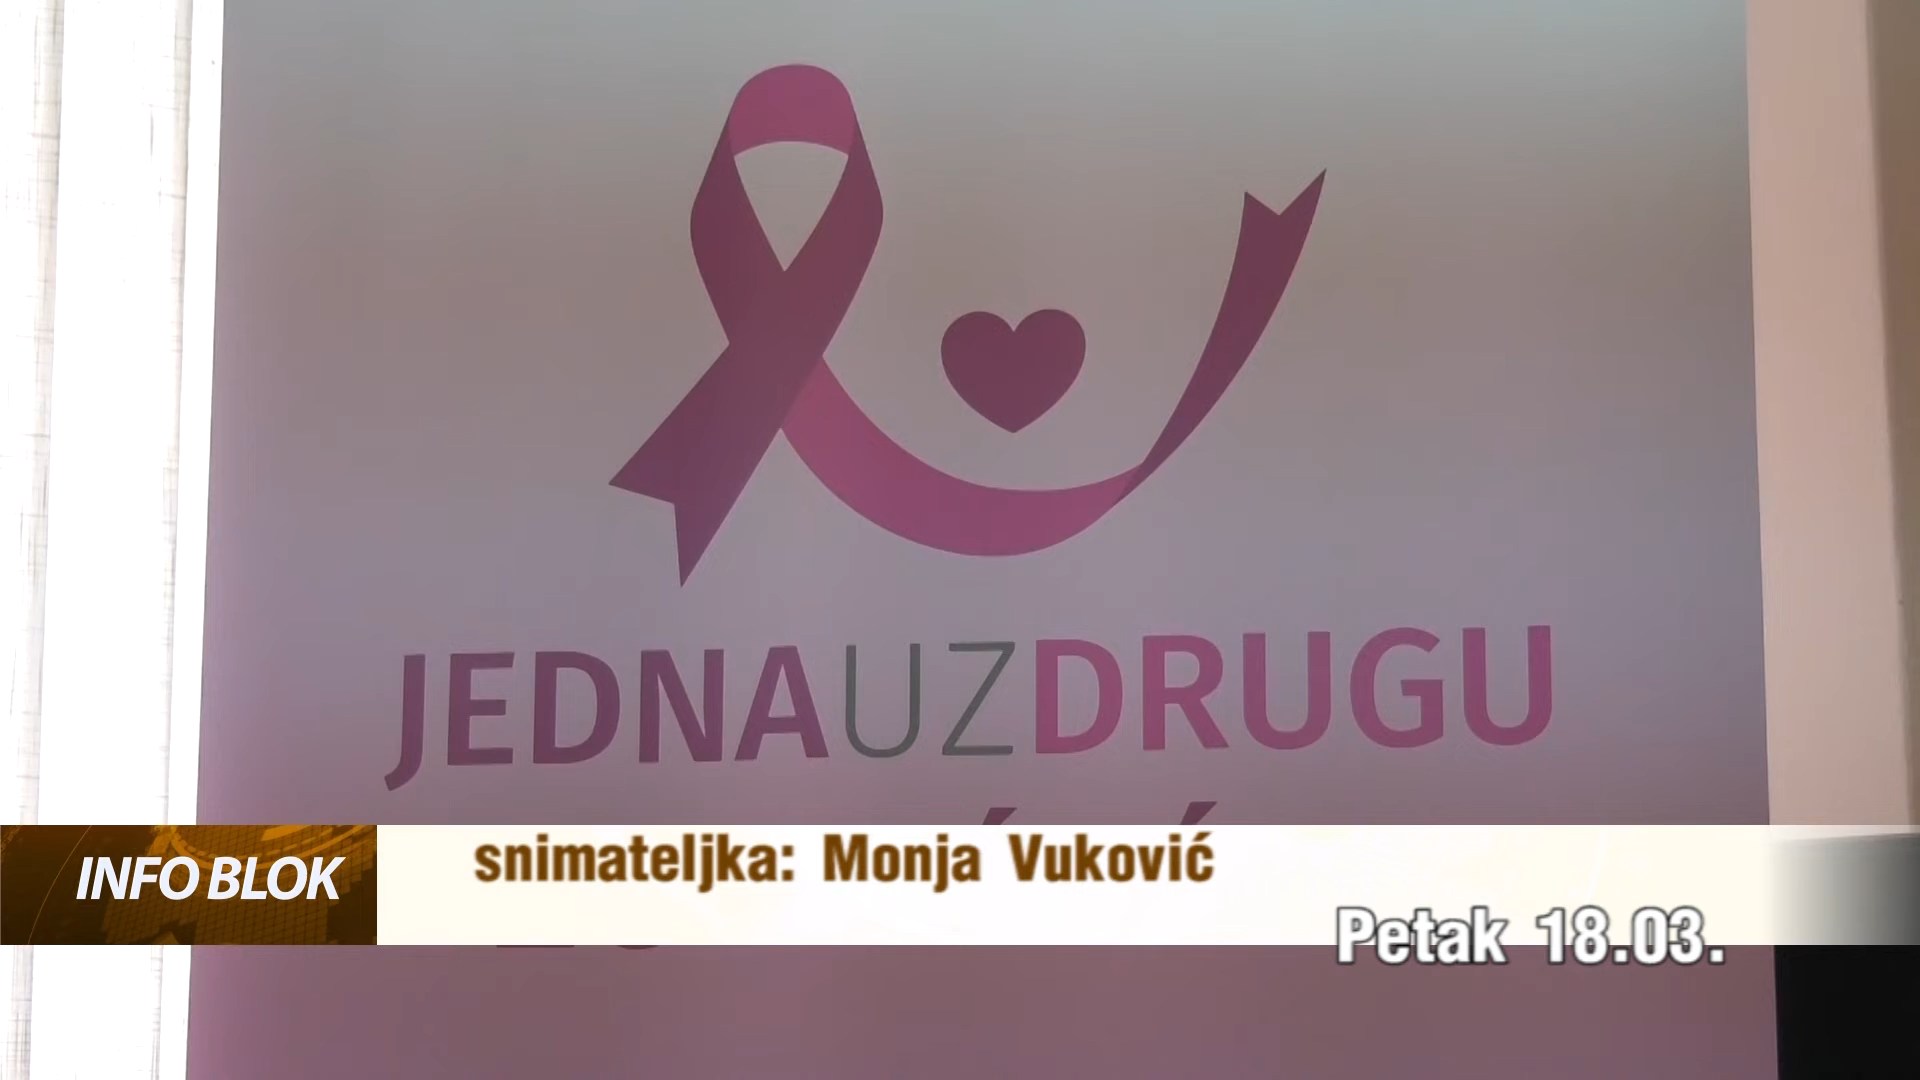 JEDNAUZDRUGU
INFO BLOK
snimateljka: Monja Vuković
Petak 18.03.